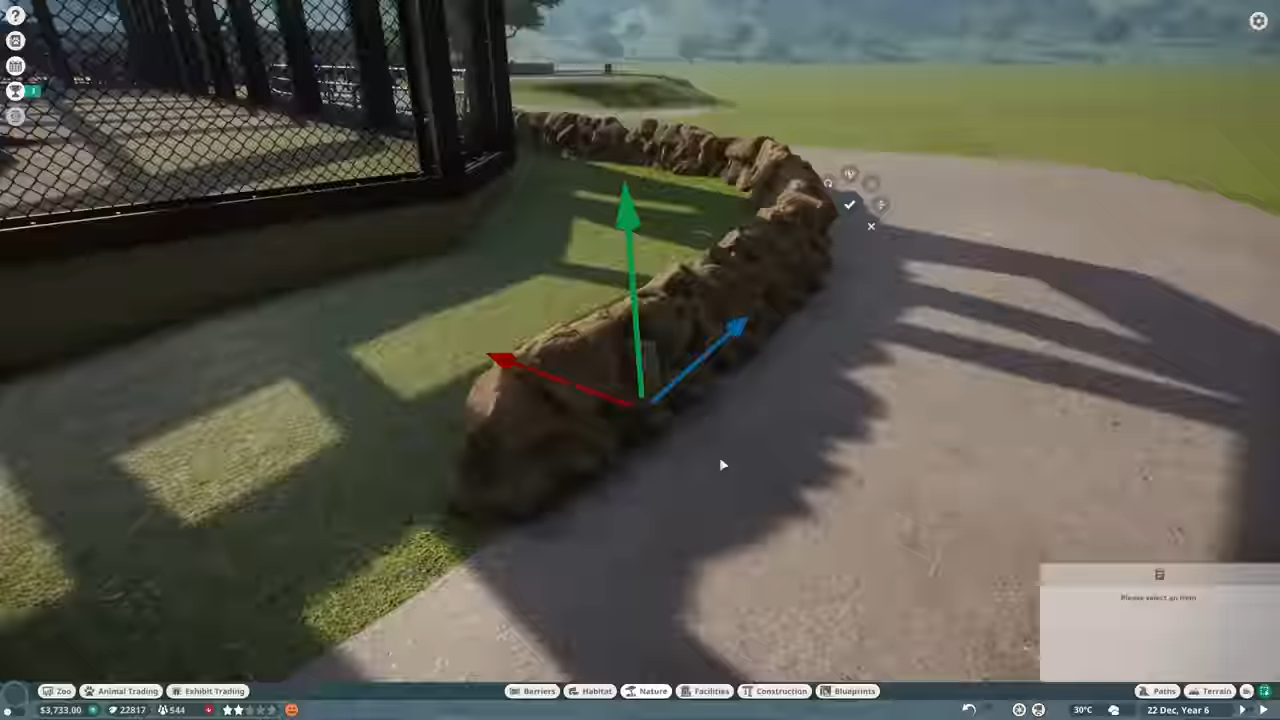 Please select an item
Zoo
Animal Trading
Exhibit Trading
Barriers
Habitat
Nature
Facilities
Construction
Blueprints
Paths
Terrain
$3,733.00
22817
544
30°C
22 Dec, Year 6